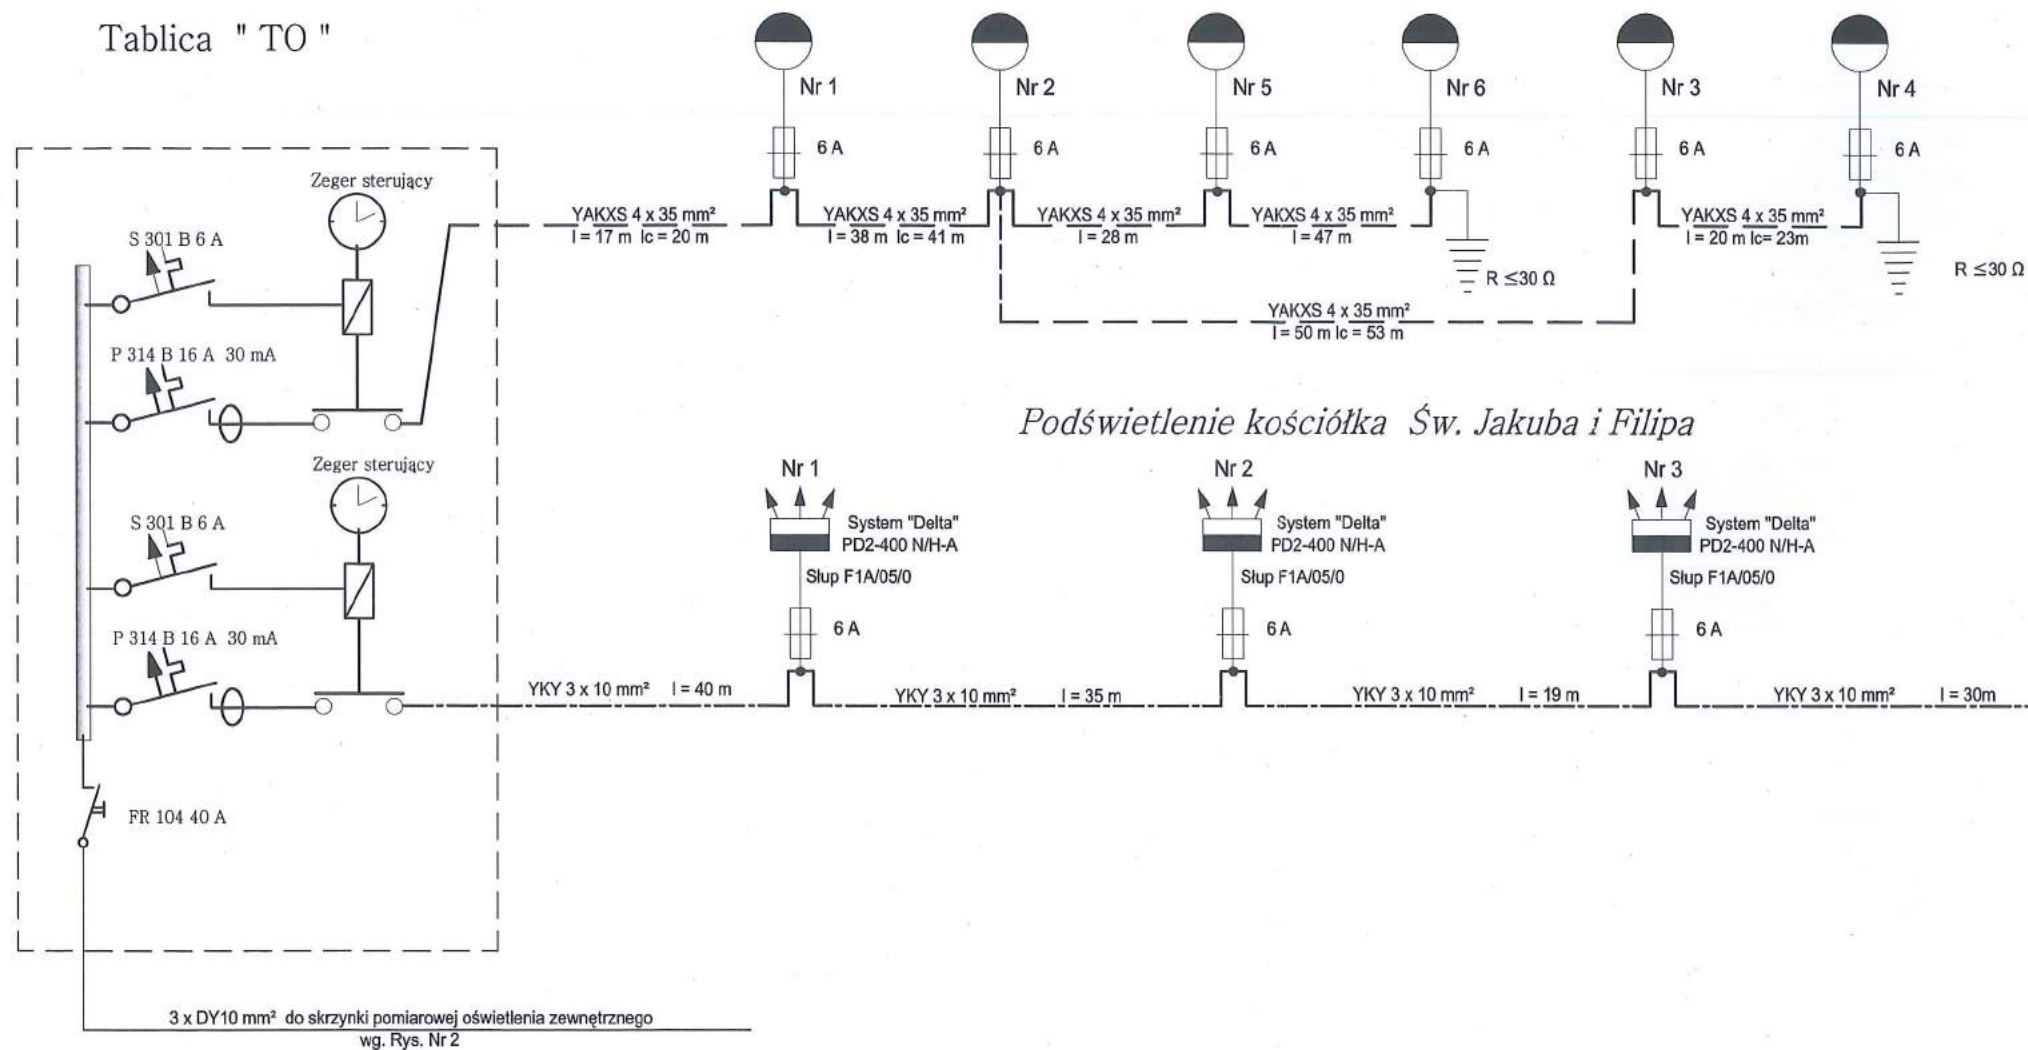 Tablica " TO "
Nr 1
Nr 2
Nr 5
Nr 6
Nr 3
Nr 4
6 A
6 A
6 A
6 A
6 A
6 A
Zeger sterujący
YAKXS 4 x 35 mm²
l = 17 m lc = 20 m
YAKXS 4 x 35 mm²
l = 38 m lc = 41 m
YAKXS 4 x 35 mm²
l = 28 m
YAKXS 4 x 35 mm²
l = 47 m
YAKXS 4 x 35 mm²
l = 20 m lc= 23m
S 301 B 6 A
R ≤30 Ω
R ≤30 Ω
YAKXS 4 x 35 mm²
l = 50 m lc = 53 m
P 314 B 16 A 30 mA
Podświetlenie kościółka Św. Jakuba i Filipa
Zeger sterujący
Nr 1
Nr 2
Nr 3
S 301 B 6 A
System "Delta"
PD2-400 N/H-A
Słup F1A/05/0
System "Delta"
PD2-400 N/H-A
Słup F1A/05/0
System "Delta"
PD2-400 N/H-A
Słup F1A/05/0
6 A
6 A
6 A
P 314 B 16 A 30 mA
YKY 3 x 10 mm² l = 40 m
YKY 3 x 10 mm² l = 35 m
YKY 3 x 10 mm² l = 19 m
YKY 3 x 10 mm² l = 30m
FR 104 40 A
3 x DY10 mm² do skrzynki pomiarowej oświetlenia zewnętrznego
wg. Rys. Nr 2